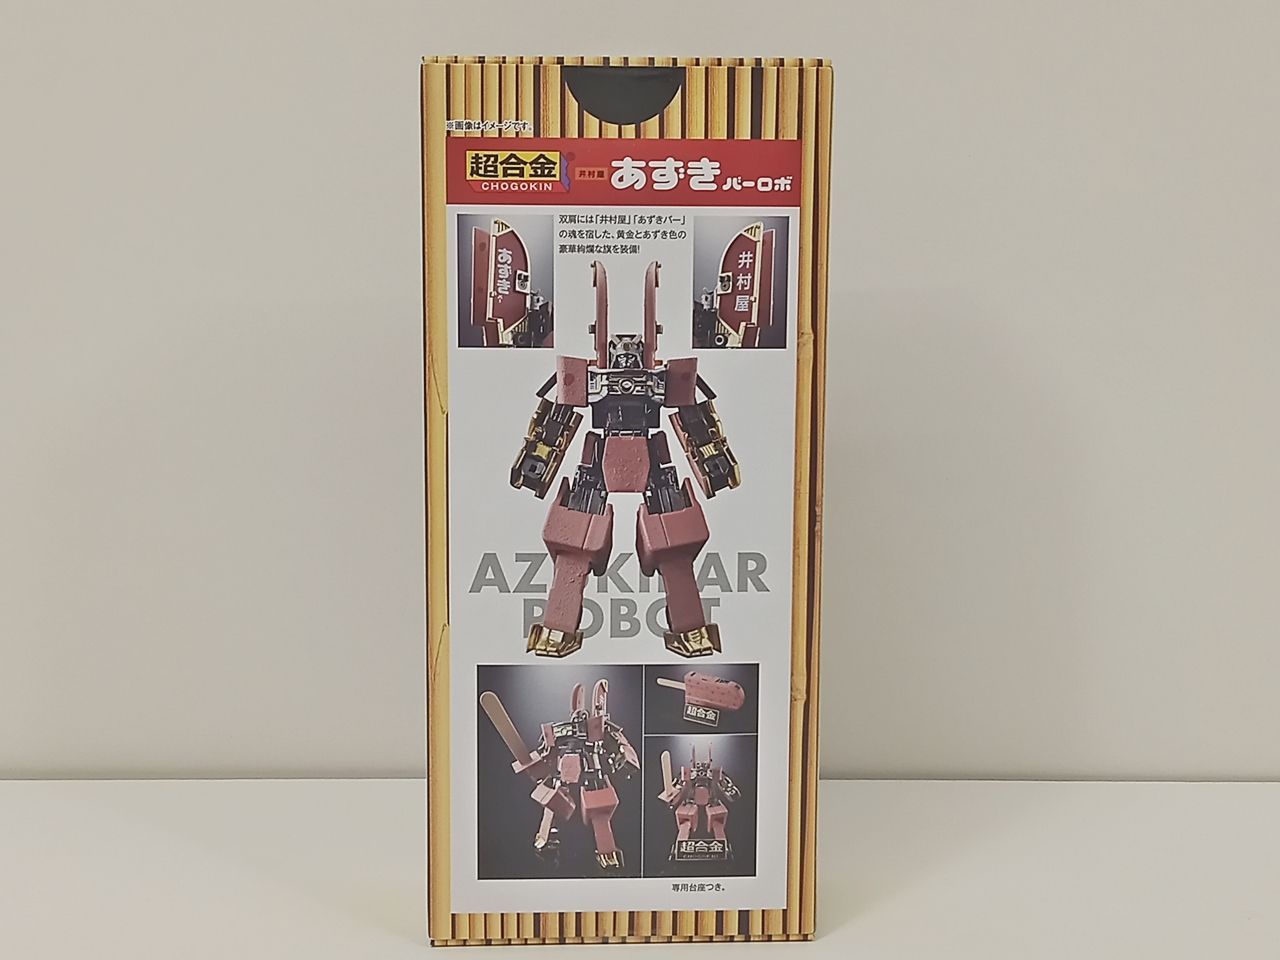 ※画像はイメージです。
超合金
CHOGOKIN
井村屋
あずき バーロボ
双肩には「井村屋」「あずきバー」
の魂を宿した、黄金とあずき色の
豪華絢爛な旗を装備!
あずき
井村屋
超合金
超合金
CHOGOKIN
専用台座つき。